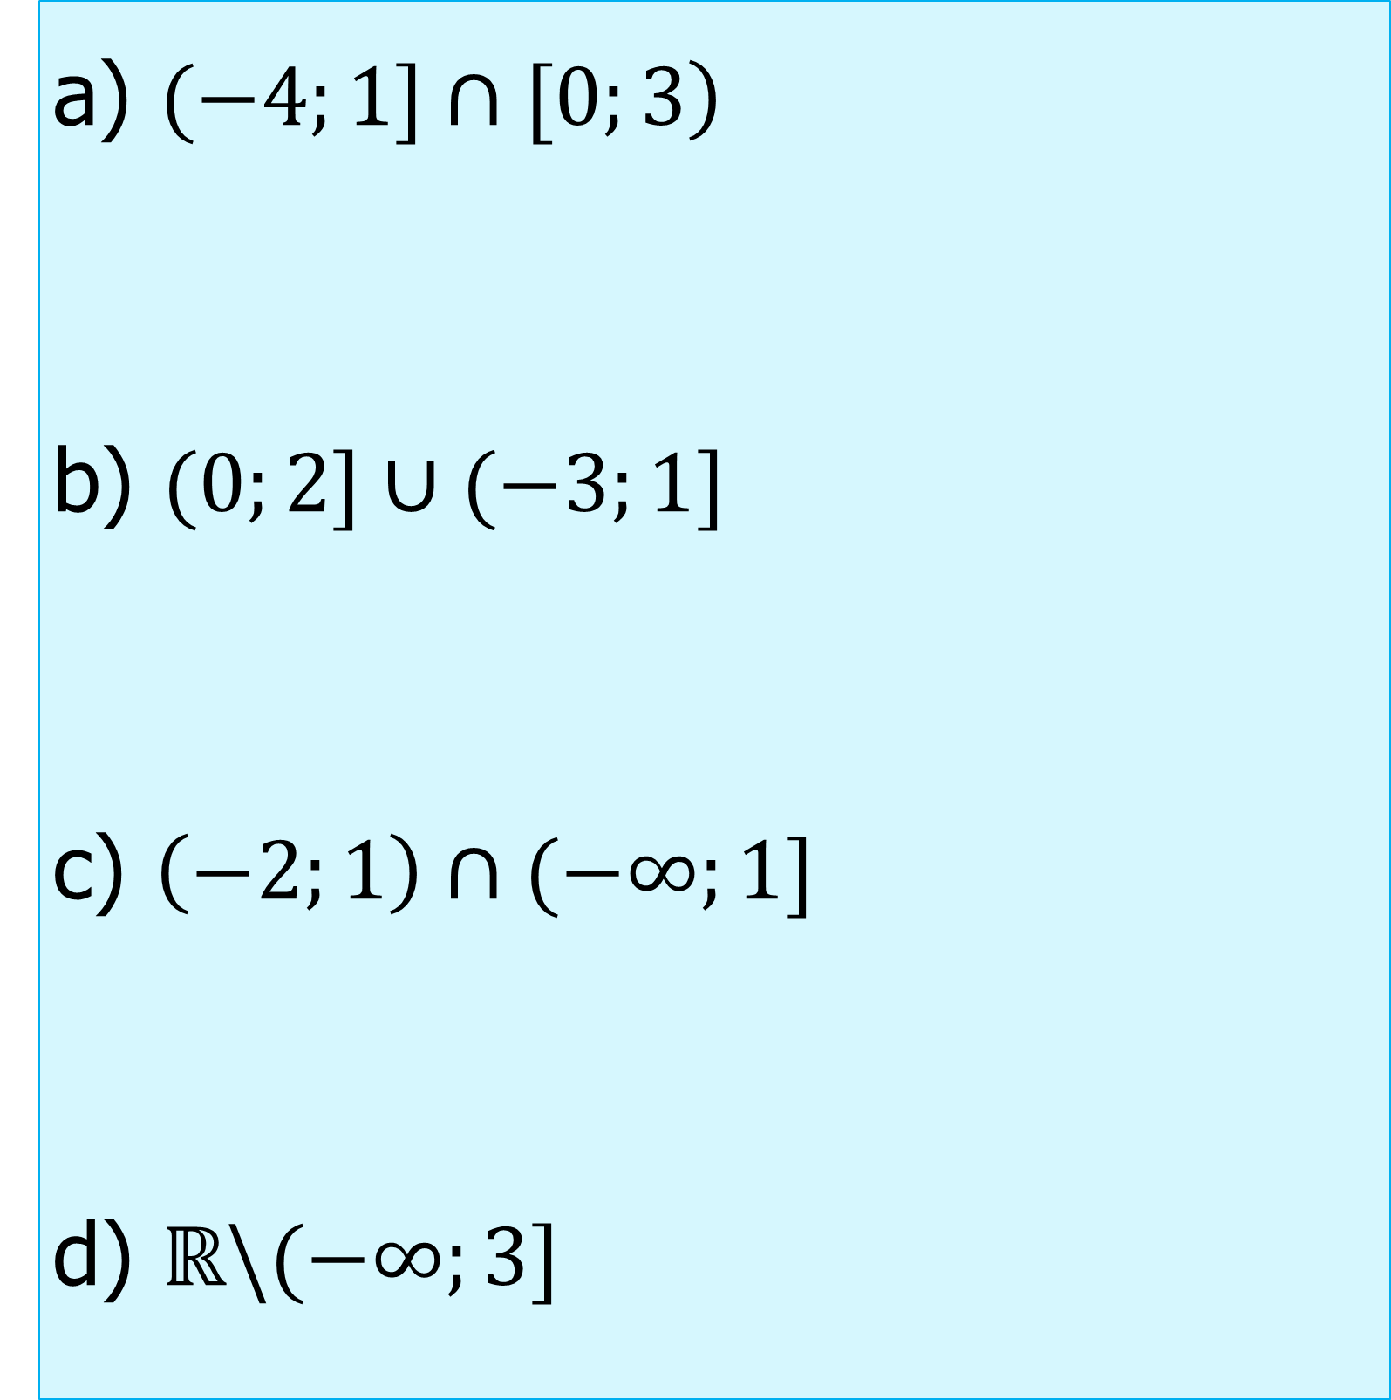 a) (−4; 1] ∩ [0; 3)
b) (0; 2] ∪ (−3; 1]
c) (−2; 1) ∩ (−∞; 1]
d) ℝ\(−∞; 3]